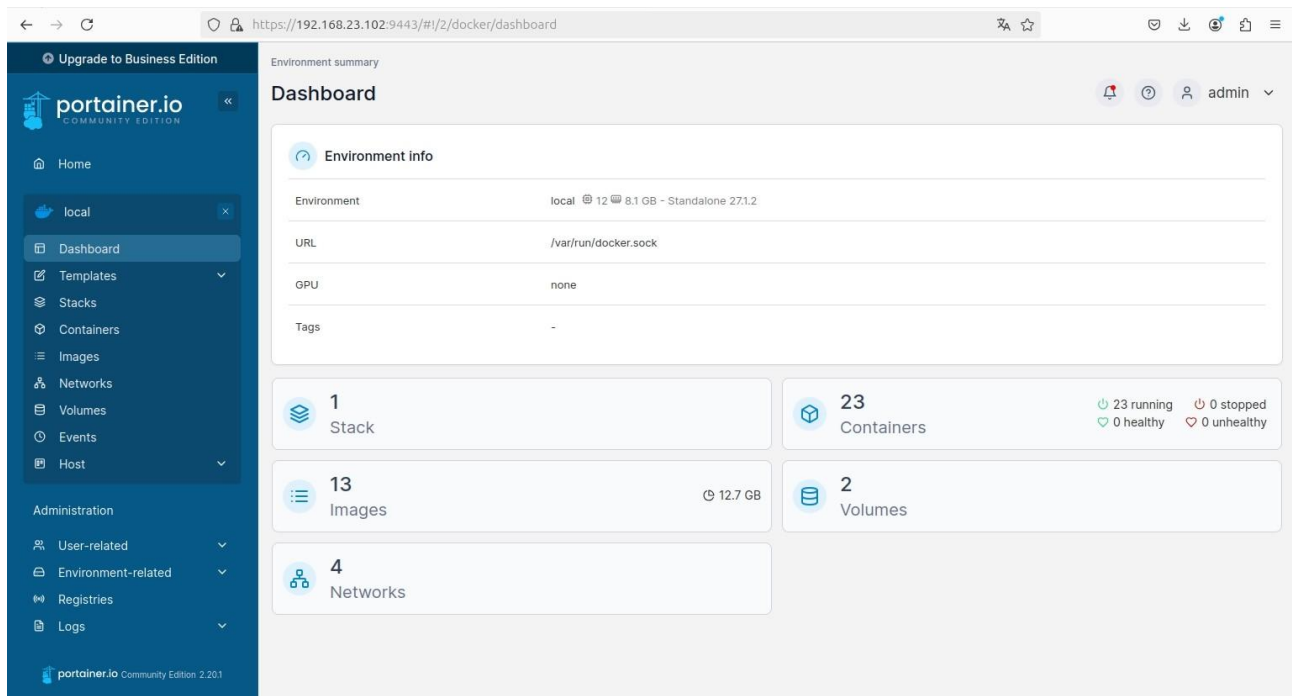 https://192.168.23.102:9443/#!/2/docker/dashboard
Upgrade to Business Edition
portainer.io
COMMUNITY EDITION
Home
local
Dashboard
Templates
Stacks
Containers
Images
Networks
Volumes
Events
Host
Administration
User-related
Environment-related
Registries
Logs
portainer.io Community Edition 2.20.1
Environment summary
Dashboard
admin
Environment info
Environment local 12 8.1 GB - Standalone 27.1.2
URL /var/run/docker.sock
GPU none
Tags -
1
Stack
23
Containers
23 running 0 stopped
0 healthy 0 unhealthy
13
Images
12.7 GB
2
Volumes
4
Networks